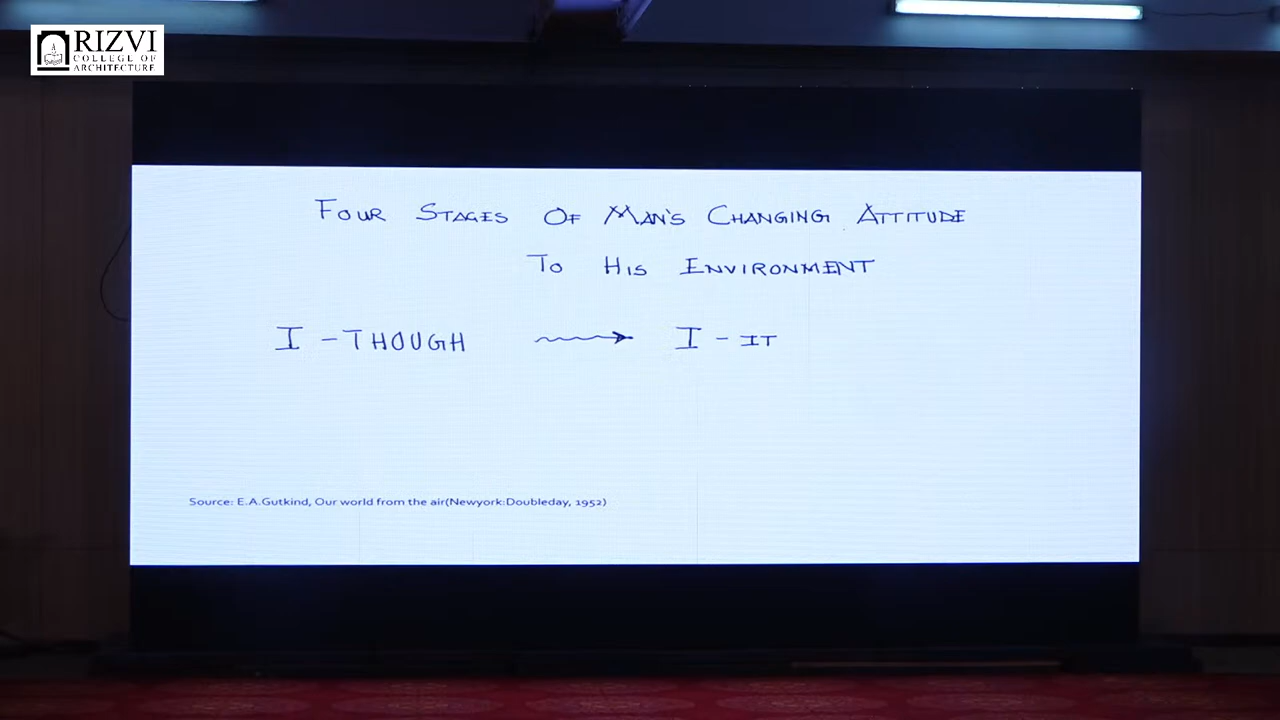 RIZVI
COLLEGE OF
ARCHITECTURE
FOUR STAGES OF MAN'S CHANGING ATTITUDE
TO HIS ENVIRONMENT
I - THOUGH → I - IT
Source: E.A.Gutkind, Our world from the air(Newyork:Doubleday, 1952)